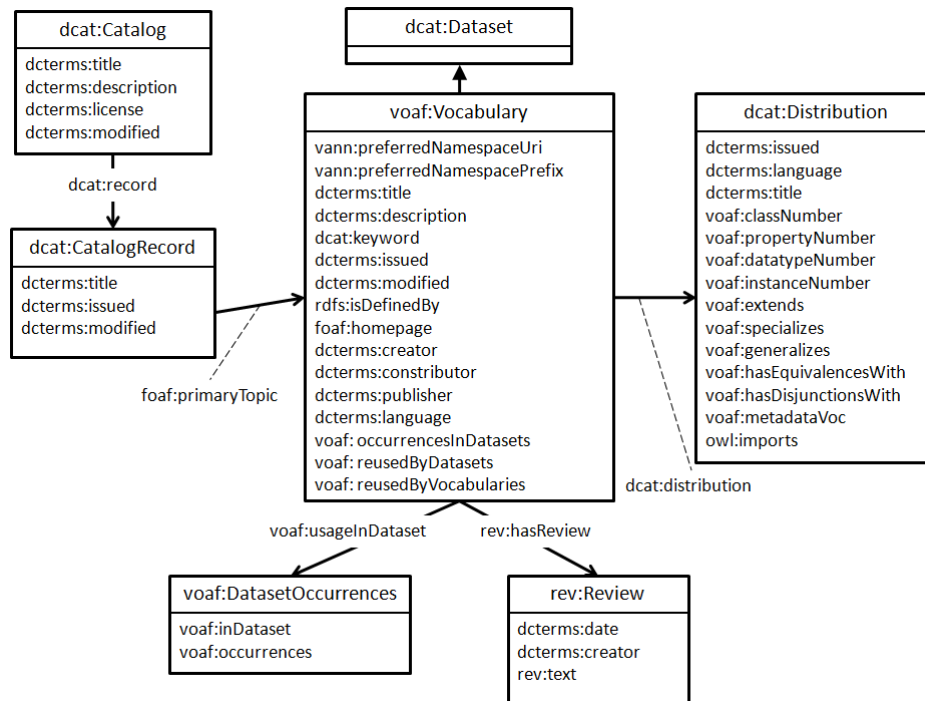 dcat:Catalog
dcterms:title
dcterms:description
dcterms:license
dcterms:modified
dcat:record
dcat:CatalogRecord
dcterms:title
dcterms:issued
dcterms:modified
foaf:primaryTopic
dcat:Dataset
voaf:Vocabulary
vann:preferredNamespaceUri
vann:preferredNamespacePrefix
dcterms:title
dcterms:description
dcat:keyword
dcterms:issued
dcterms:modified
rdfs:isDefinedBy
foaf:homepage
dcterms:creator
dcterms:constributor
dcterms:publisher
dcterms:language
voaf: occurrencesInDatasets
voaf: reusedByDatasets
voaf: reusedByVocabularies
dcat:Distribution
dcterms:issued
dcterms:language
dcterms:title
voaf:classNumber
voaf:propertyNumber
voaf:datatypeNumber
voaf:instanceNumber
voaf:extends
voaf:specializes
voaf:generalizes
voaf:hasEquivalencesWith
voaf:hasDisjunctionsWith
voaf:metadataVoc
owl:imports
dcat:distribution
voaf:usageInDataset
rev:hasReview
voaf:DatasetOccurrences
voaf:inDataset
voaf:occurrences
rev:Review
dcterms:date
dcterms:creator
rev:text